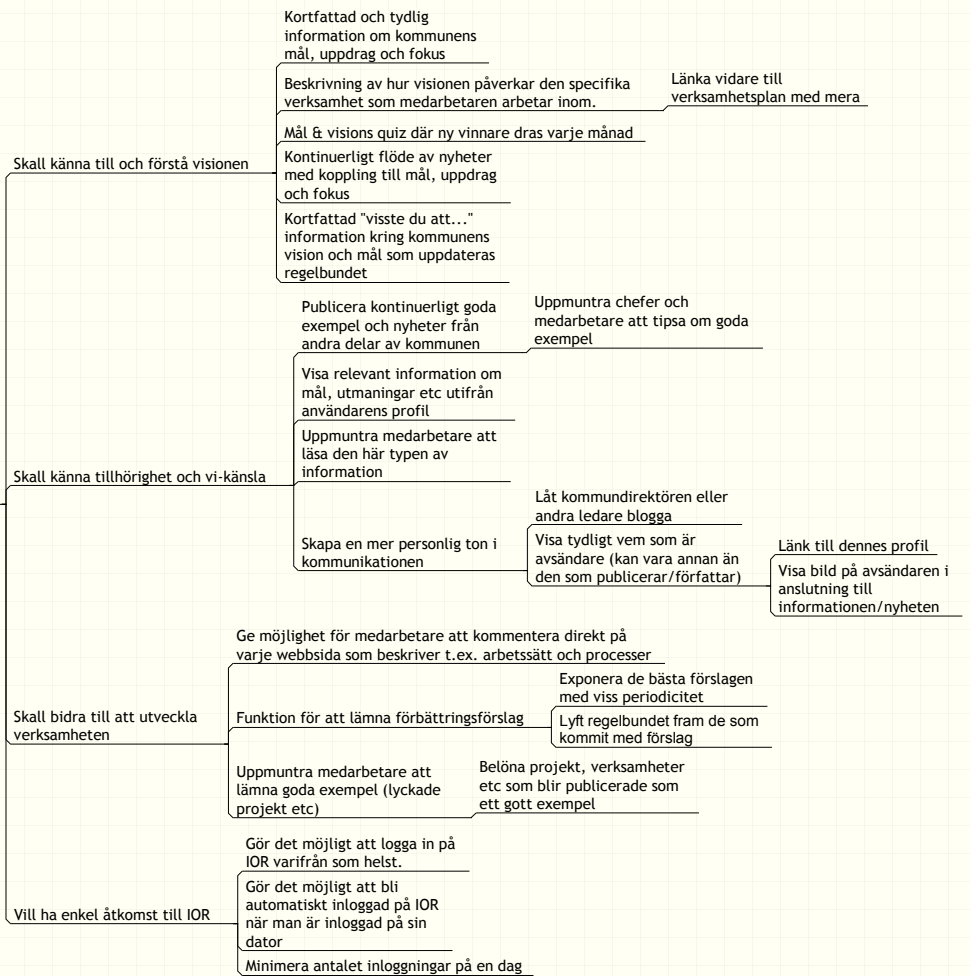 Skall känna till och förstå visionen
Kortfattad och tydlig
information om kommunens
mål, uppdrag och fokus
Beskrivning av hur visionen påverkar den specifika
verksamhet som medarbetaren arbetar inom.
Länka vidare till
verksamhetsplan med mera
Mål & visions quiz där ny vinnare dras varje månad
Kontinuerligt flöde av nyheter
med koppling till mål, uppdrag
och fokus
Kortfattad "visste du att..."
information kring kommunens
vision och mål som uppdateras
regelbundet
Skall känna tillhörighet och vi-känsla
Publicera kontinuerligt goda
exempel och nyheter från
andra delar av kommunen
Uppmuntra chefer och
medarbetare att tipsa om goda
exempel
Visa relevant information om
mål, utmaningar etc utifrån
användarens profil
Uppmuntra medarbetare att
läsa den här typen av
information
Skapa en mer personlig ton i
kommunikationen
Låt kommundirektören eller
andra ledare blogga
Visa tydligt vem som är
avsändare (kan vara annan än
den som publicerar/författar)
Länk till dennes profil
Visa bild på avsändaren i
anslutning till
informationen/nyheten
Skall bidra till att utveckla
verksamheten
Ge möjlighet för medarbetare att kommentera direkt på
varje webbsida som beskriver t.ex. arbetssätt och processer
Funktion för att lämna förbättringsförslag
Exponera de bästa förslagen
med viss periodicitet
Lyft regelbundet fram de som
kommit med förslag
Uppmuntra medarbetare att
lämna goda exempel (lyckade
projekt etc)
Belöna projekt, verksamheter
etc som blir publicerade som
ett gott exempel
Vill ha enkel åtkomst till IOR
Gör det möjligt att logga in på
IOR varifrån som helst.
Gör det möjligt att bli
automatiskt inloggad på IOR
när man är inloggad på sin
dator
Minimera antalet inloggningar på en dag